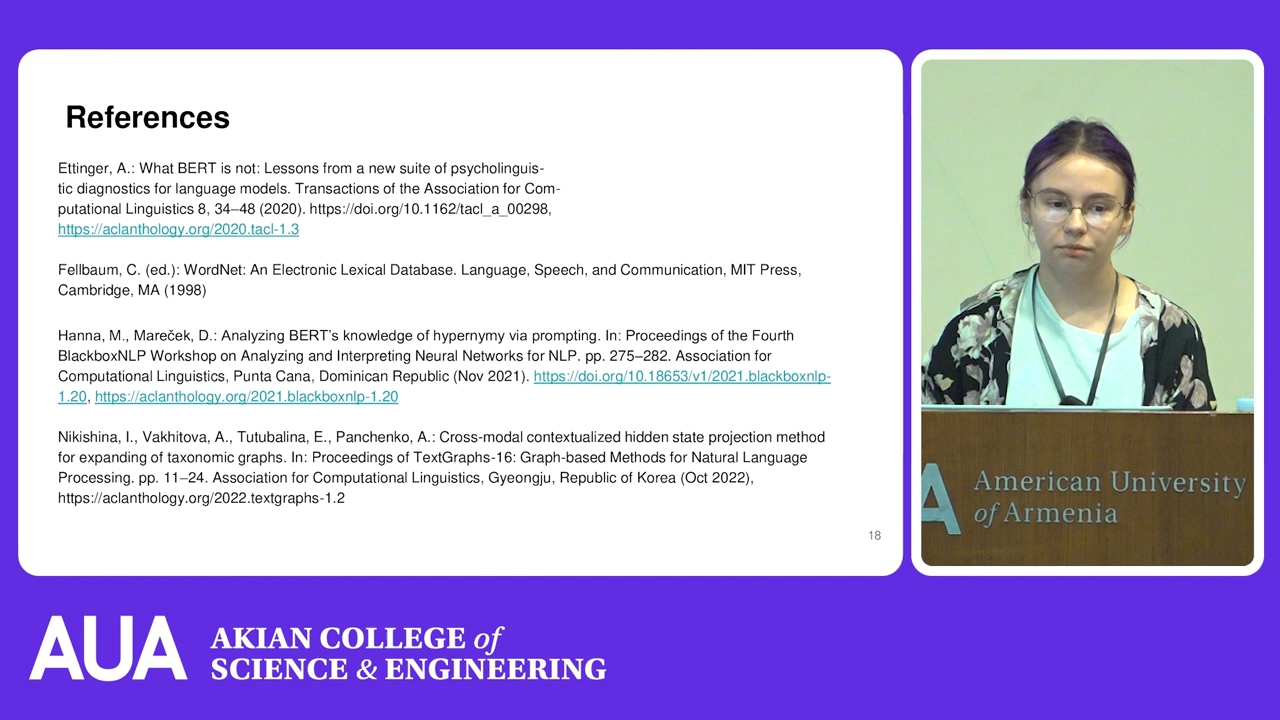 References
Ettinger, A.: What BERT is not: Lessons from a new suite of psycholinguis-
tic diagnostics for language models. Transactions of the Association for Com-
putational Linguistics 8, 34–48 (2020). https://doi.org/10.1162/tacl_a_00298,
https://aclanthology.org/2020.tacl-1.3
Fellbaum, C. (ed.): WordNet: An Electronic Lexical Database. Language, Speech, and Communication, MIT Press,
Cambridge, MA (1998)
Hanna, M., Mareček, D.: Analyzing BERT's knowledge of hypernymy via prompting. In: Proceedings of the Fourth
BlackboxNLP Workshop on Analyzing and Interpreting Neural Networks for NLP. pp. 275–282. Association for
Computational Linguistics, Punta Cana, Dominican Republic (Nov 2021). https://doi.org/10.18653/v1/2021.blackboxnlp-
1.20, https://aclanthology.org/2021.blackboxnlp-1.20
Nikishina, I., Vakhitova, A., Tutubalina, E., Panchenko, A.: Cross-modal contextualized hidden state projection method
for expanding of taxonomic graphs. In: Proceedings of TextGraphs-16: Graph-based Methods for Natural Language
Processing. pp. 11–24. Association for Computational Linguistics, Gyeongju, Republic of Korea (Oct 2022),
https://aclanthology.org/2022.textgraphs-1.2
18
A American University
of Armenia
AUA AKIAN COLLEGE of
SCIENCE & ENGINEERING